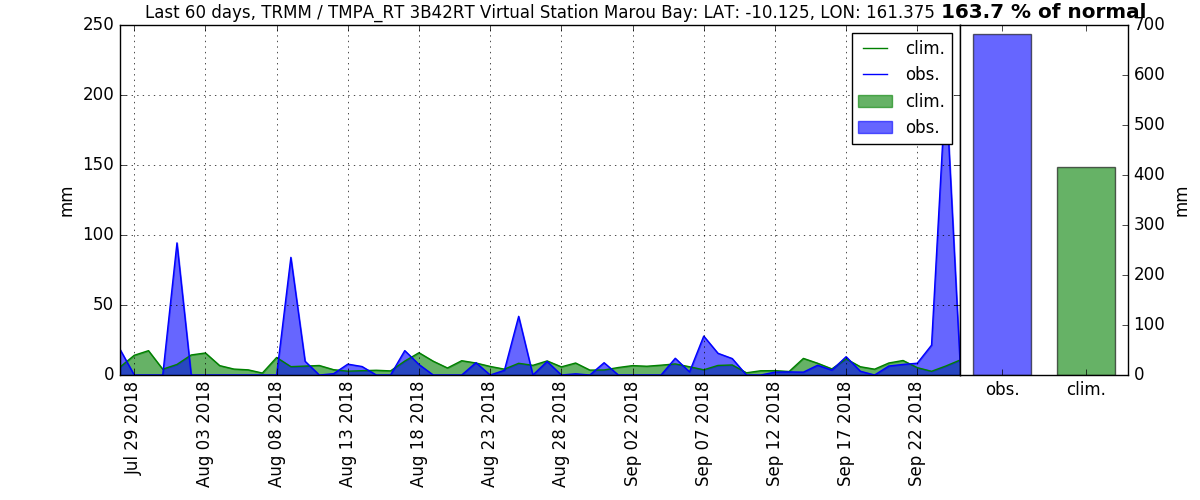 Last 60 days, TRMM / TMPA_RT 3B42RT Virtual Station Marou Bay: LAT: -10.125, LON: 161.375 163.7 % of normal
250
200
150
100
50
0
mm
clim.
obs.
clim.
obs.
700
600
500
400
300
200
100
0
mm
Jul 29 2018
Aug 03 2018
Aug 08 2018
Aug 13 2018
Aug 18 2018
Aug 23 2018
Aug 28 2018
Sep 02 2018
Sep 07 2018
Sep 12 2018
Sep 17 2018
Sep 22 2018
obs.
clim.